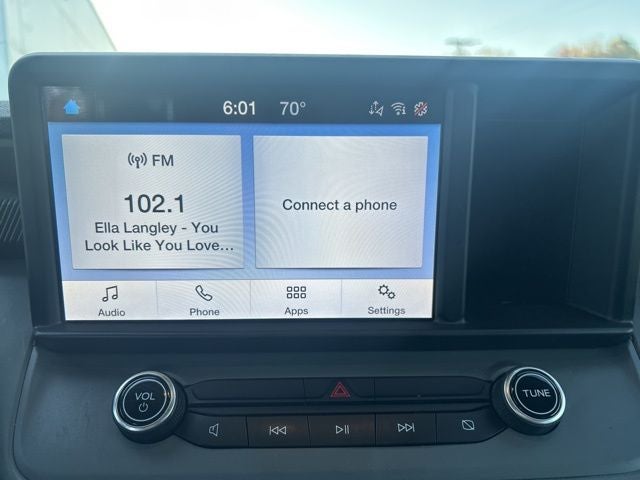 6:01 70°
FM
102.1
Ella Langley - You
Look Like You Love...
Connect a phone
Audio Phone Apps Settings
VOL
TUNE